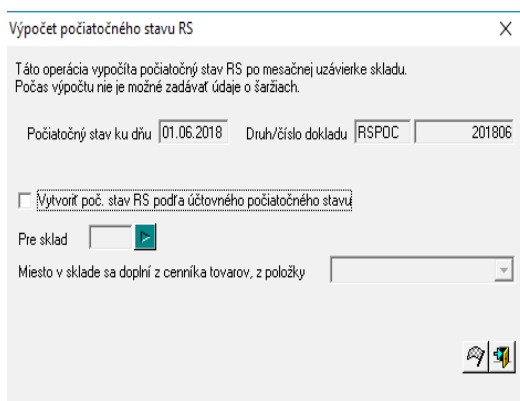 Výpočet počiatočného stavu RS
Táto operácia vypočíta počiatočný stav RS po mesačnej uzávierke skladu.
Počas výpočtu nie je možné zadávať údaje o šaržiach.
Počiatočný stav ku dňu 01.06.2018 Druh/číslo dokladu RSPOC 201806
Vytvoriť poč. stav RS podľa účtovného počiatočného stavu
Pre sklad
Miesto v sklade sa doplní z cenníka tovarov, z položky